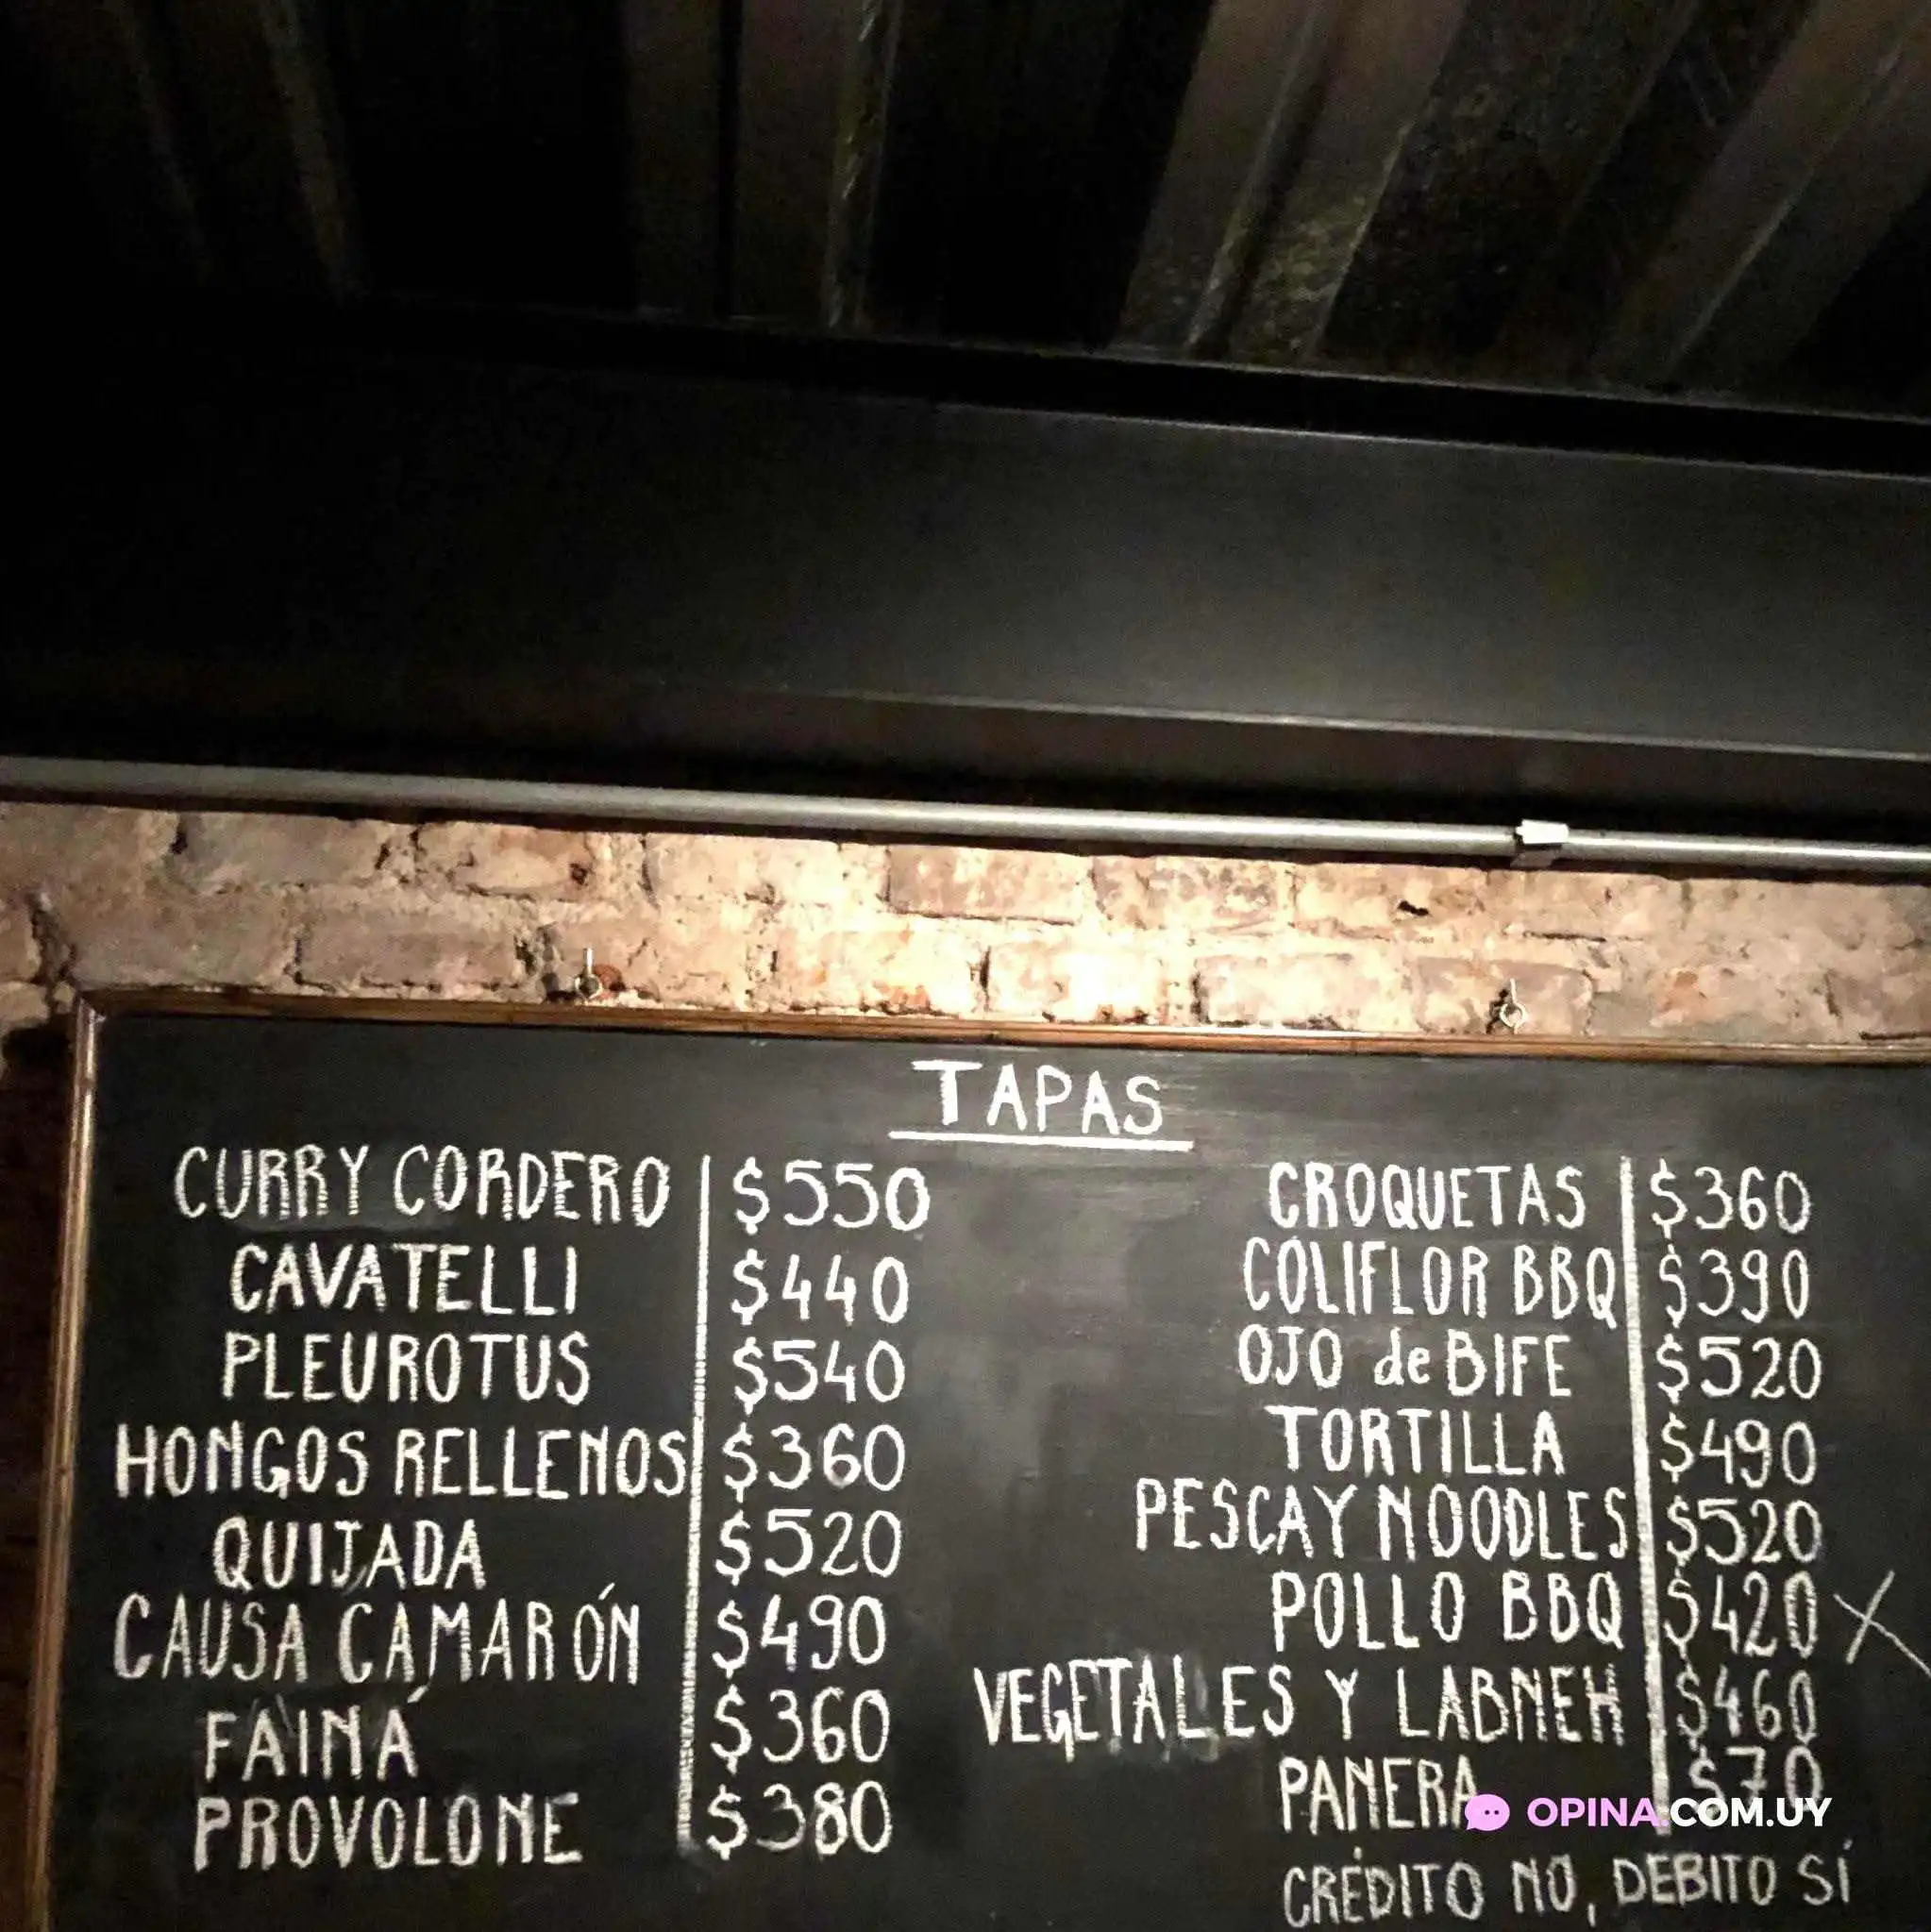 TAPAS
CURRY CORDERO $550
CAVATELLI $440
PLEUROTUS $540
HONGOS RELLENOS $360
QUIJADA $520
CAUSA CAMARÓN $490
FAINÁ $360
PROVOLONE $380
CROQUETAS $360
COLIFLOR BBQ $390
OJO de BIFE $520
TORTILLA $490
PESCA Y NOODLES $520
POLLO BBQ $420 X
VEGETALES Y LABNEH $460
PANERA $70
OPINA.COM.UY
CRÉDITO NO, DEBITO SÍ